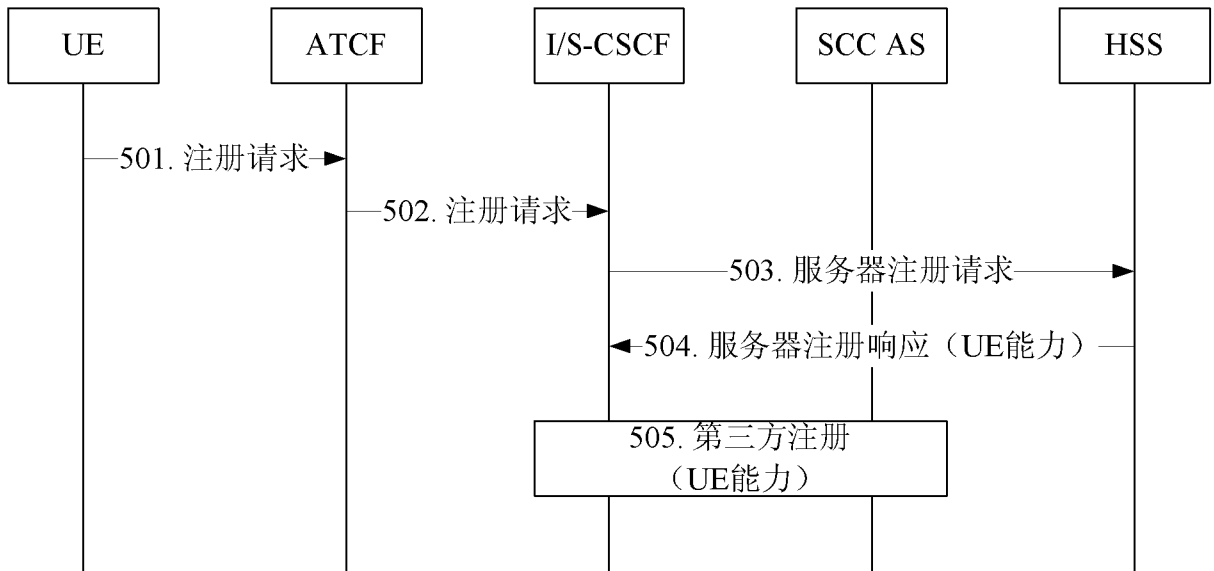 UE
ATCF
I/S-CSCF
SCC AS
HSS
501. 注册请求
502. 注册请求
503. 服务器注册请求
504. 服务器注册响应（UE能力）
505. 第三方注册
（UE能力）